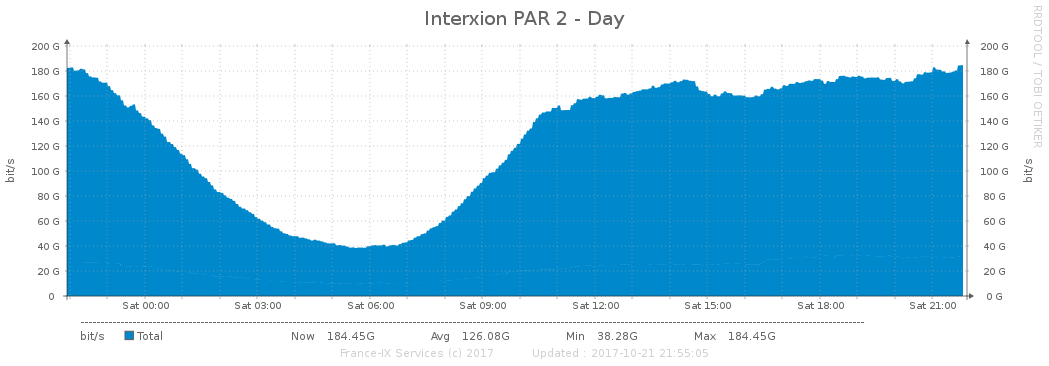 Interxion PAR 2 - Day
RRDTOOL / TOBI OETIKER
200 G 200 G
180 G 180 G
160 G 160 G
140 G 140 G
120 G 120 G
100 G 100 G
80 G 80 G
60 G 60 G
40 G 40 G
20 G 20 G
0 0 G
bit/s
bit/s
Sat 00:00 Sat 03:00 Sat 06:00 Sat 09:00 Sat 12:00 Sat 15:00 Sat 18:00 Sat 21:00
bit/s Total Now 184.45G Avg 126.08G Min 38.28G Max 184.45G
France-IX Services (c) 2017 Updated : 2017-10-21 21:55:05